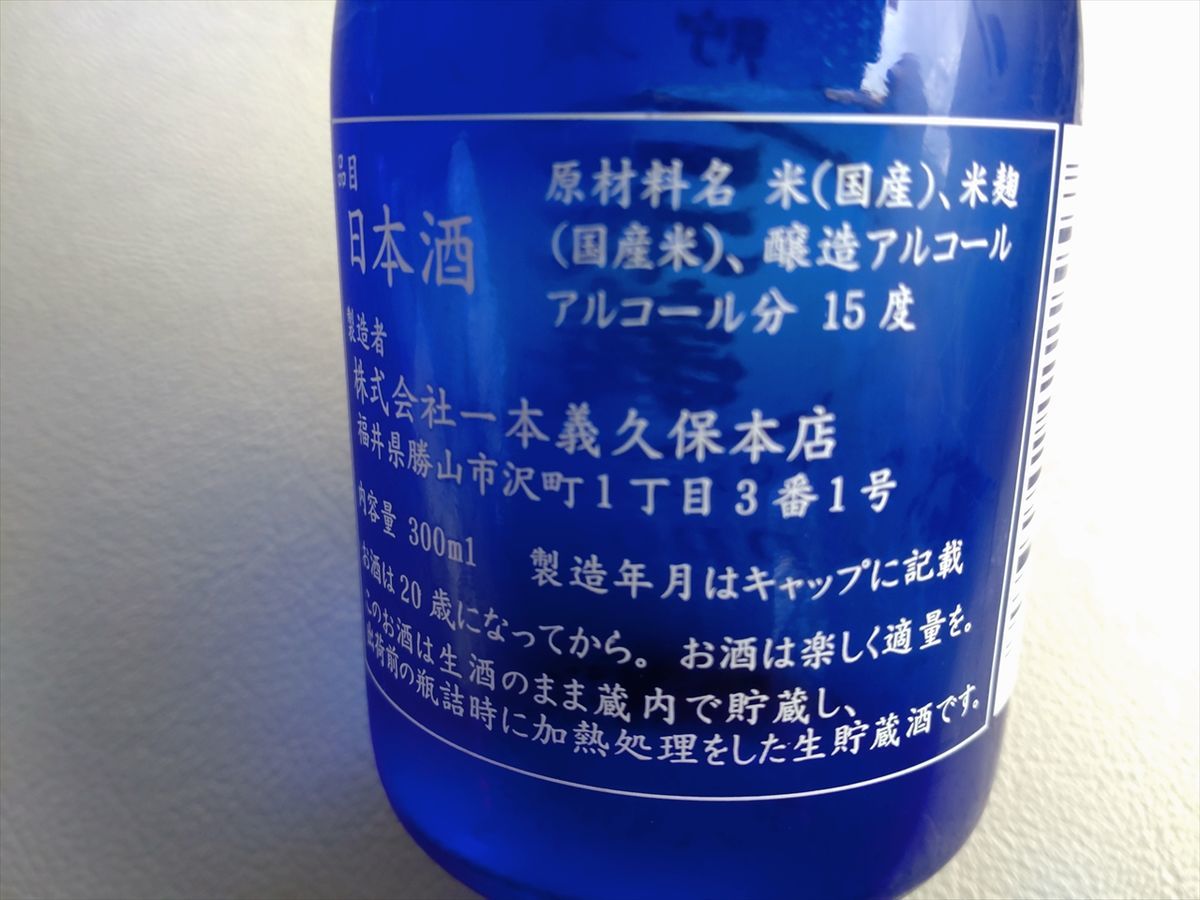 品目
日本酒
原材料名 米(国産)、米麹
(国産米)、醸造アルコール
アルコール分 15度
製造者
株式会社一本義久保本店
福井県勝山市沢町1丁目3番1号
内容量 300ml
製造年月はキャップに記載
お酒は20歳になってから。お酒は楽しく適量を。
このお酒は生酒のまま蔵内で貯蔵し、
出荷前の瓶詰時に加熱処理をした生貯蔵酒です。